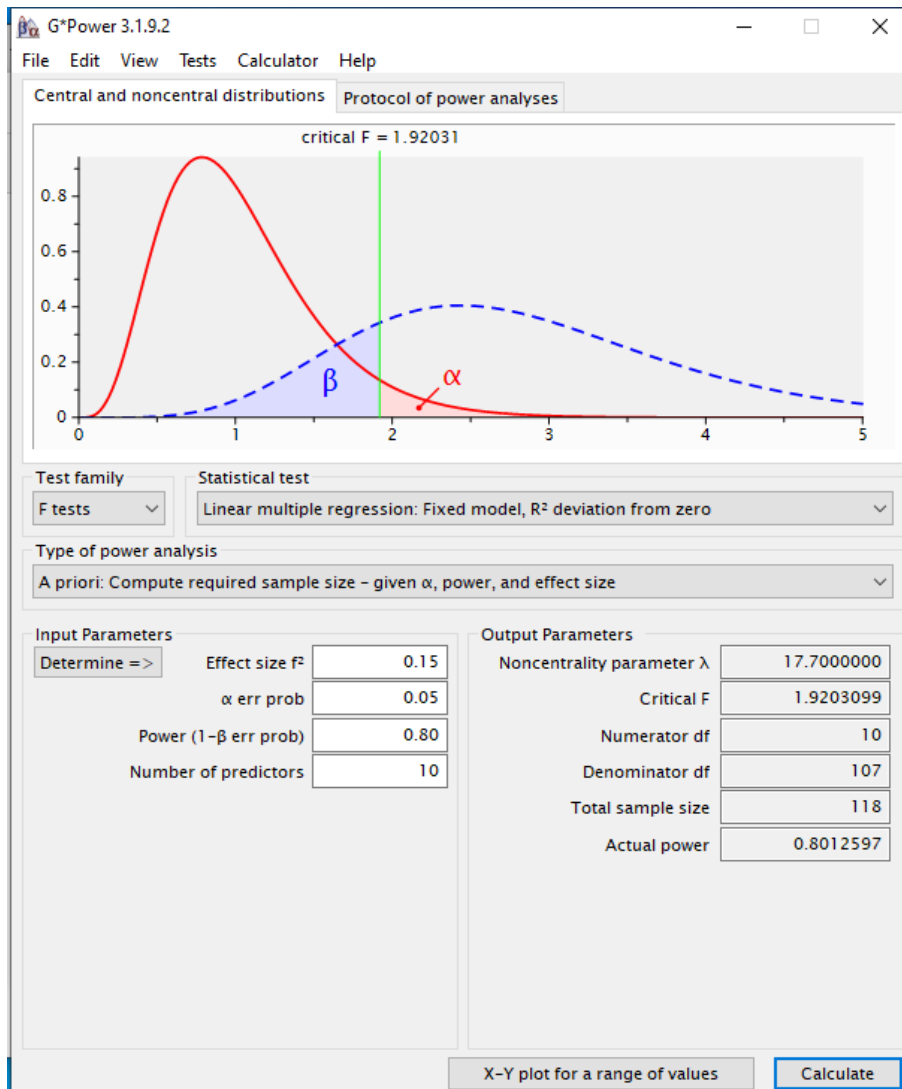 G*Power 3.1.9.2
File Edit View Tests Calculator Help
Central and noncentral distributions Protocol of power analyses
critical F = 1.92031
0.8
0.6
0.4
0.2
0
β
α
0 1 2 3 4 5
Test family Statistical test
F tests Linear multiple regression: Fixed model, R² deviation from zero
Type of power analysis
A priori: Compute required sample size – given α, power, and effect size
Input Parameters
Determine => Effect size f² 0.15
α err prob 0.05
Power (1–β err prob) 0.80
Number of predictors 10
Output Parameters
Noncentrality parameter λ 17.7000000
Critical F 1.9203099
Numerator df 10
Denominator df 107
Total sample size 118
Actual power 0.8012597
X–Y plot for a range of values Calculate